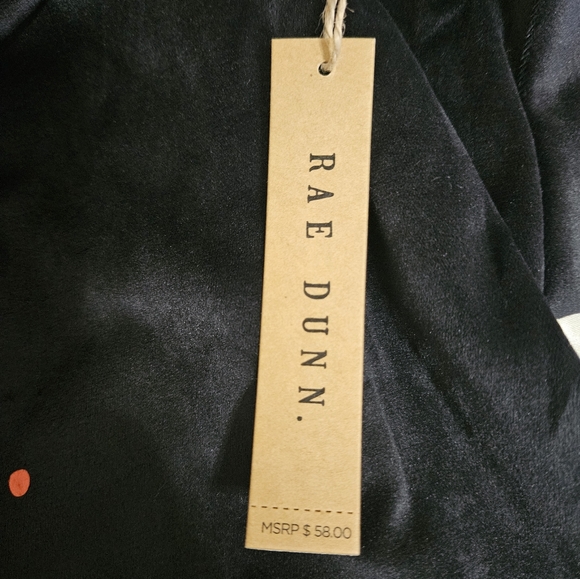 RAE DUNN.
MSRP $ 58.00